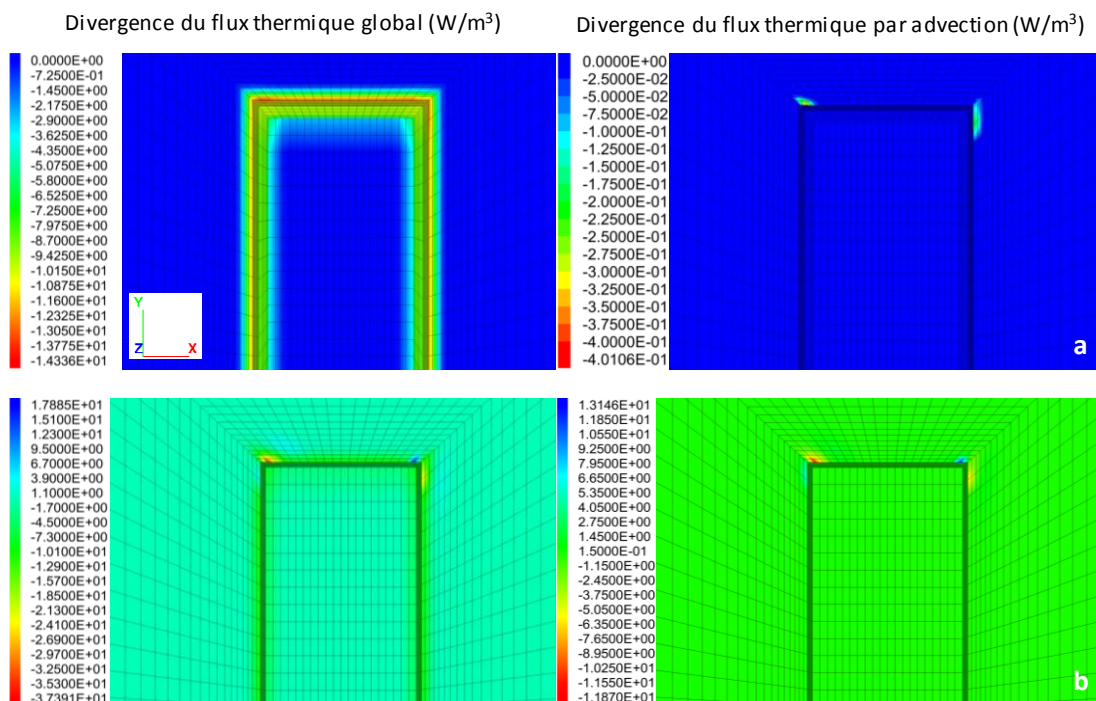 Divergence du flux thermique global (W/m³)
Divergence du flux thermique par advection (W/m³)
0.0000E+00
-7.2500E-01
-1.4500E+00
-2.1750E+00
-2.9000E+00
-3.6250E+00
-4.3500E+00
-5.0750E+00
-5.8000E+00
-6.5250E+00
-7.2500E+00
-7.9750E+00
-8.7000E+00
-9.4250E+00
-1.0150E+01
-1.0875E+01
-1.1600E+01
-1.2325E+01
-1.3050E+01
-1.3775E+01
-1.4336E+01
Y
Z
X
0.0000E+00
-2.5000E-02
-5.0000E-02
-7.5000E-02
-1.0000E-01
-1.2500E-01
-1.5000E-01
-1.7500E-01
-2.0000E-01
-2.2500E-01
-2.5000E-01
-2.7500E-01
-3.0000E-01
-3.2500E-01
-3.5000E-01
-3.7500E-01
-4.0000E-01
-4.0106E-01
a
1.7885E+01
1.5100E+01
1.2300E+01
9.5000E+00
6.7000E+00
3.9000E+00
1.1000E+00
-1.7000E+00
-4.5000E+00
-7.3000E+00
-1.0100E+01
-1.2900E+01
-1.5700E+01
-1.8500E+01
-2.1300E+01
-2.4100E+01
-2.6900E+01
-2.9700E+01
-3.2500E+01
-3.5300E+01
-3.7391E+01
1.3146E+01
1.1850E+01
1.0550E+01
9.2500E+00
7.9500E+00
6.6500E+00
5.3500E+00
4.0500E+00
2.7500E+00
1.4500E+00
1.5000E-01
-1.1500E+00
-2.4500E+00
-3.7500E+00
-5.0500E+00
-6.3500E+00
-7.6500E+00
-8.9500E+00
-1.0250E+01
-1.1550E+01
-1.1870E+01
b